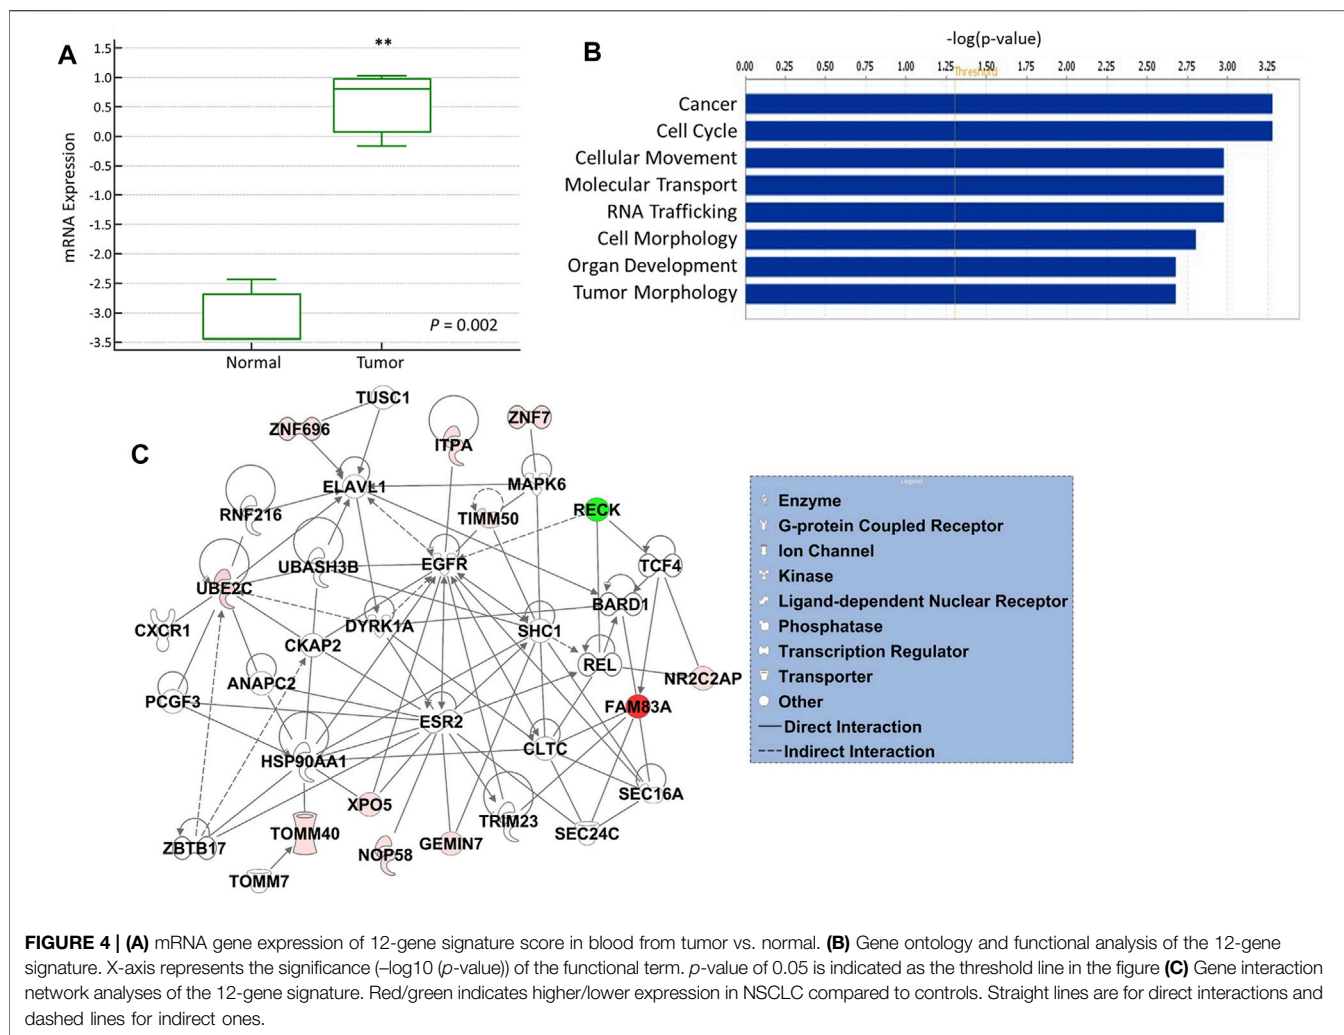 A
1.5
1.0
0.5
0.0
-0.5
-1.0
-1.5
-2.0
-2.5
-3.0
-3.5
mRNA Expression
**
P = 0.002
Normal Tumor
B
-log(p-value)
0.00 0.25 0.50 0.75 1.00 1.25 1.50 1.75 2.00 2.25 2.50 2.75 3.00 3.25
Threshold
Cancer
Cell Cycle
Cellular Movement
Molecular Transport
RNA Trafficking
Cell Morphology
Organ Development
Tumor Morphology
C
TUSC1
ZNF696
ITPA
ZNF7
ELAVL1
MAPK6
RNF216
TIMM50
RECK
UBASH3B
EGFR
TCF4
UBE2C
BARD1
CXCR1
DYRK1A
SHC1
CKAP2
REL
ANAPC2
NR2C2AP
PCGF3
FAM83A
ESR2
CLTC
HSP90AA1
SEC16A
XPO5
TRIM23
TOMM40
SEC24C
ZBTB17
NOP58
GEMIN7
TOMM7
Legend
Enzyme
G-protein Coupled Receptor
Ion Channel
Kinase
Ligand-dependent Nuclear Receptor
Phosphatase
Transcription Regulator
Transporter
Other
Direct Interaction
Indirect Interaction
FIGURE 4 | (A) mRNA gene expression of 12-gene signature score in blood from tumor vs. normal. (B) Gene ontology and functional analysis of the 12-gene
signature. X-axis represents the significance (–log10 (p-value)) of the functional term. p-value of 0.05 is indicated as the threshold line in the figure (C) Gene interaction
network analyses of the 12-gene signature. Red/green indicates higher/lower expression in NSCLC compared to controls. Straight lines are for direct interactions and
dashed lines for indirect ones.